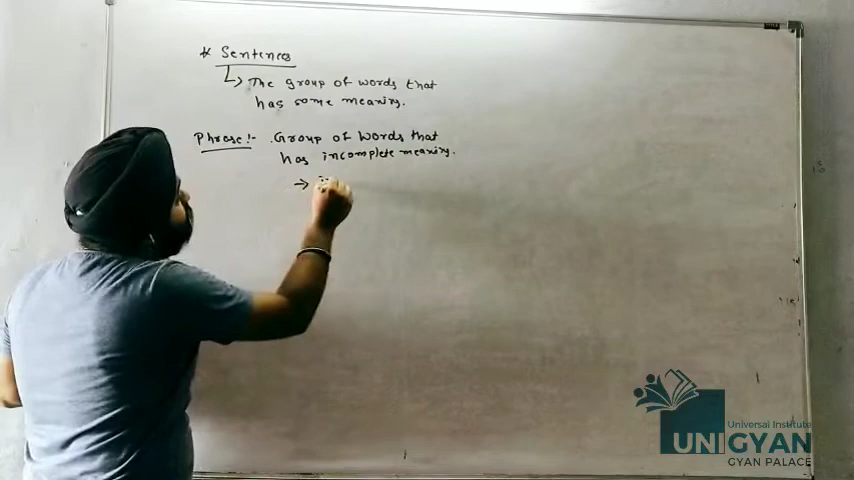 * Sentences
The group of words that
has some meaning.
Phrase:- Group of words that
has incomplete meaning.
→
Universal Institute
UNIGYAN
GYAN PALACE